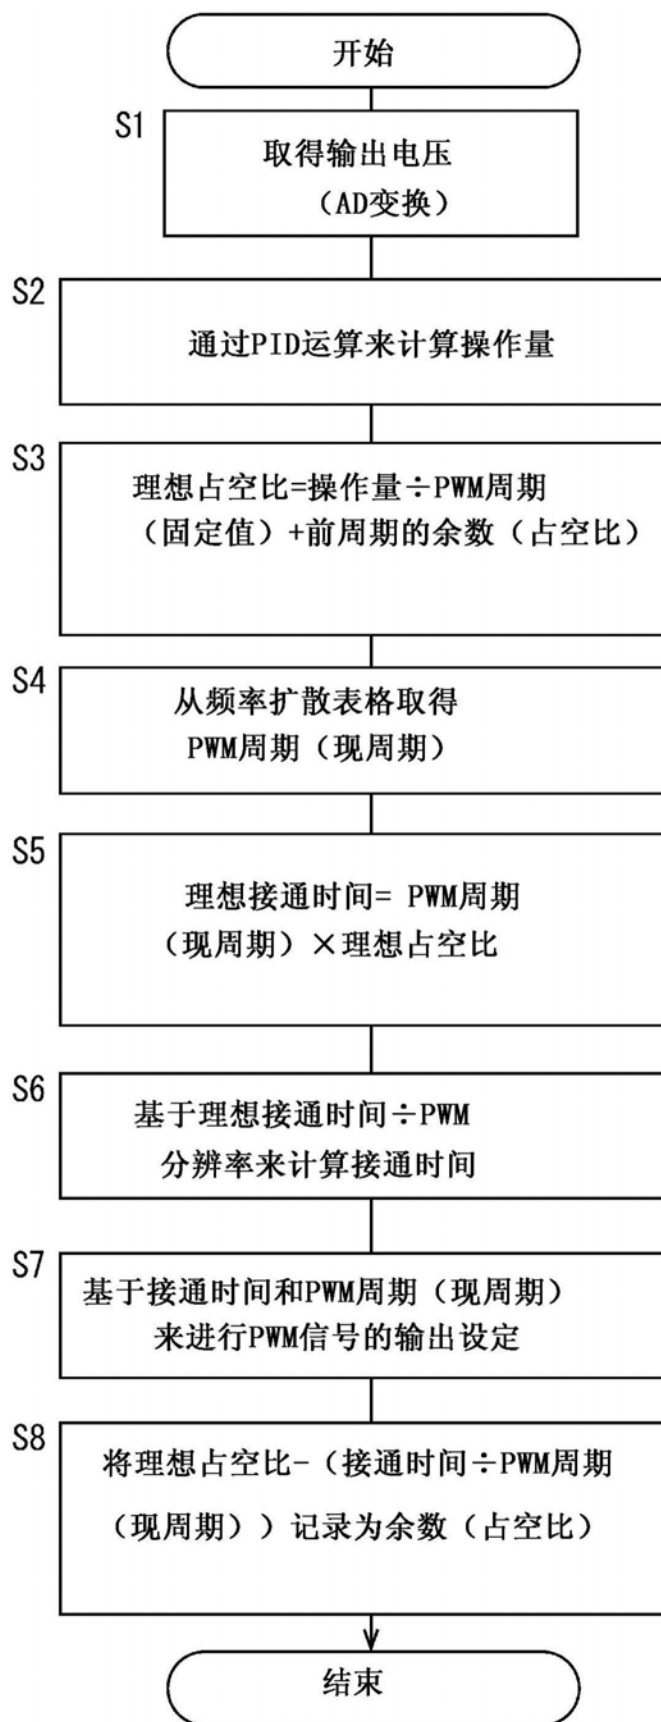 开始
S1
取得输出电压
（AD变换）
S2
通过PID运算来计算操作量
S3
理想占空比=操作量÷PWM周期
（固定值）+前周期的余数（占空比）
S4
从频率扩散表格取得
PWM周期（现周期）
S5
理想接通时间= PWM周期
（现周期）×理想占空比
S6
基于理想接通时间÷PWM
分辨率来计算接通时间
S7
基于接通时间和PWM周期（现周期）
来进行PWM信号的输出设定
S8
将理想占空比-（接通时间÷PWM周期
（现周期））记录为余数（占空比）
结束